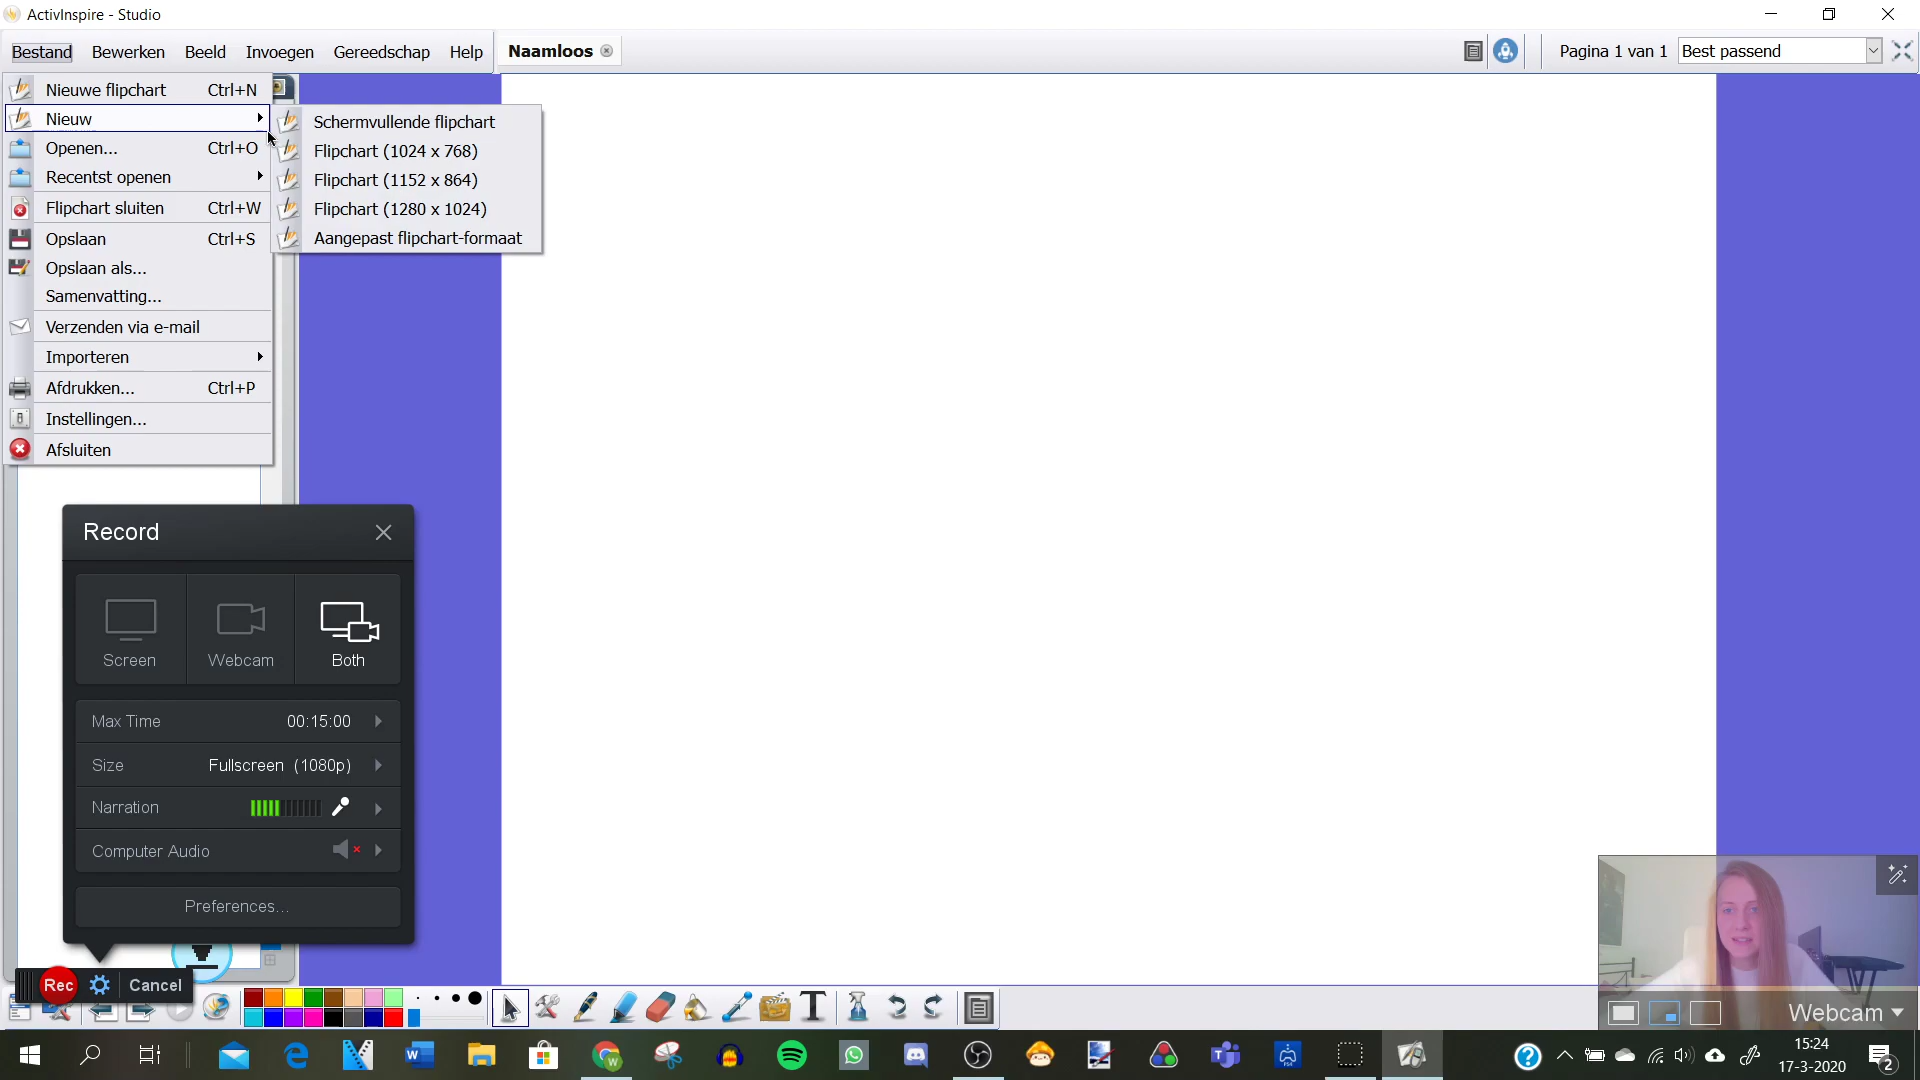 ActivInspire - Studio
Bestand Bewerken Beeld Invoegen Gereedschap Help Naamloos Pagina 1 van 1 Best passend
Nieuwe flipchart Ctrl+N
Nieuw
Openen... Ctrl+O
Recentst openen
Flipchart sluiten Ctrl+W
Opslaan Ctrl+S
Opslaan als...
Samenvatting...
Verzenden via e-mail
Importeren
Afdrukken... Ctrl+P
Instellingen...
Afsluiten
Schermvullende flipchart
Flipchart (1024 x 768)
Flipchart (1152 x 864)
Flipchart (1280 x 1024)
Aangepast flipchart-formaat
Record
Screen Webcam Both
Max Time 00:15:00
Size Fullscreen (1080p)
Narration
Computer Audio
Preferences...
Rec Cancel
Webcam
15:24
17-3-2020
2